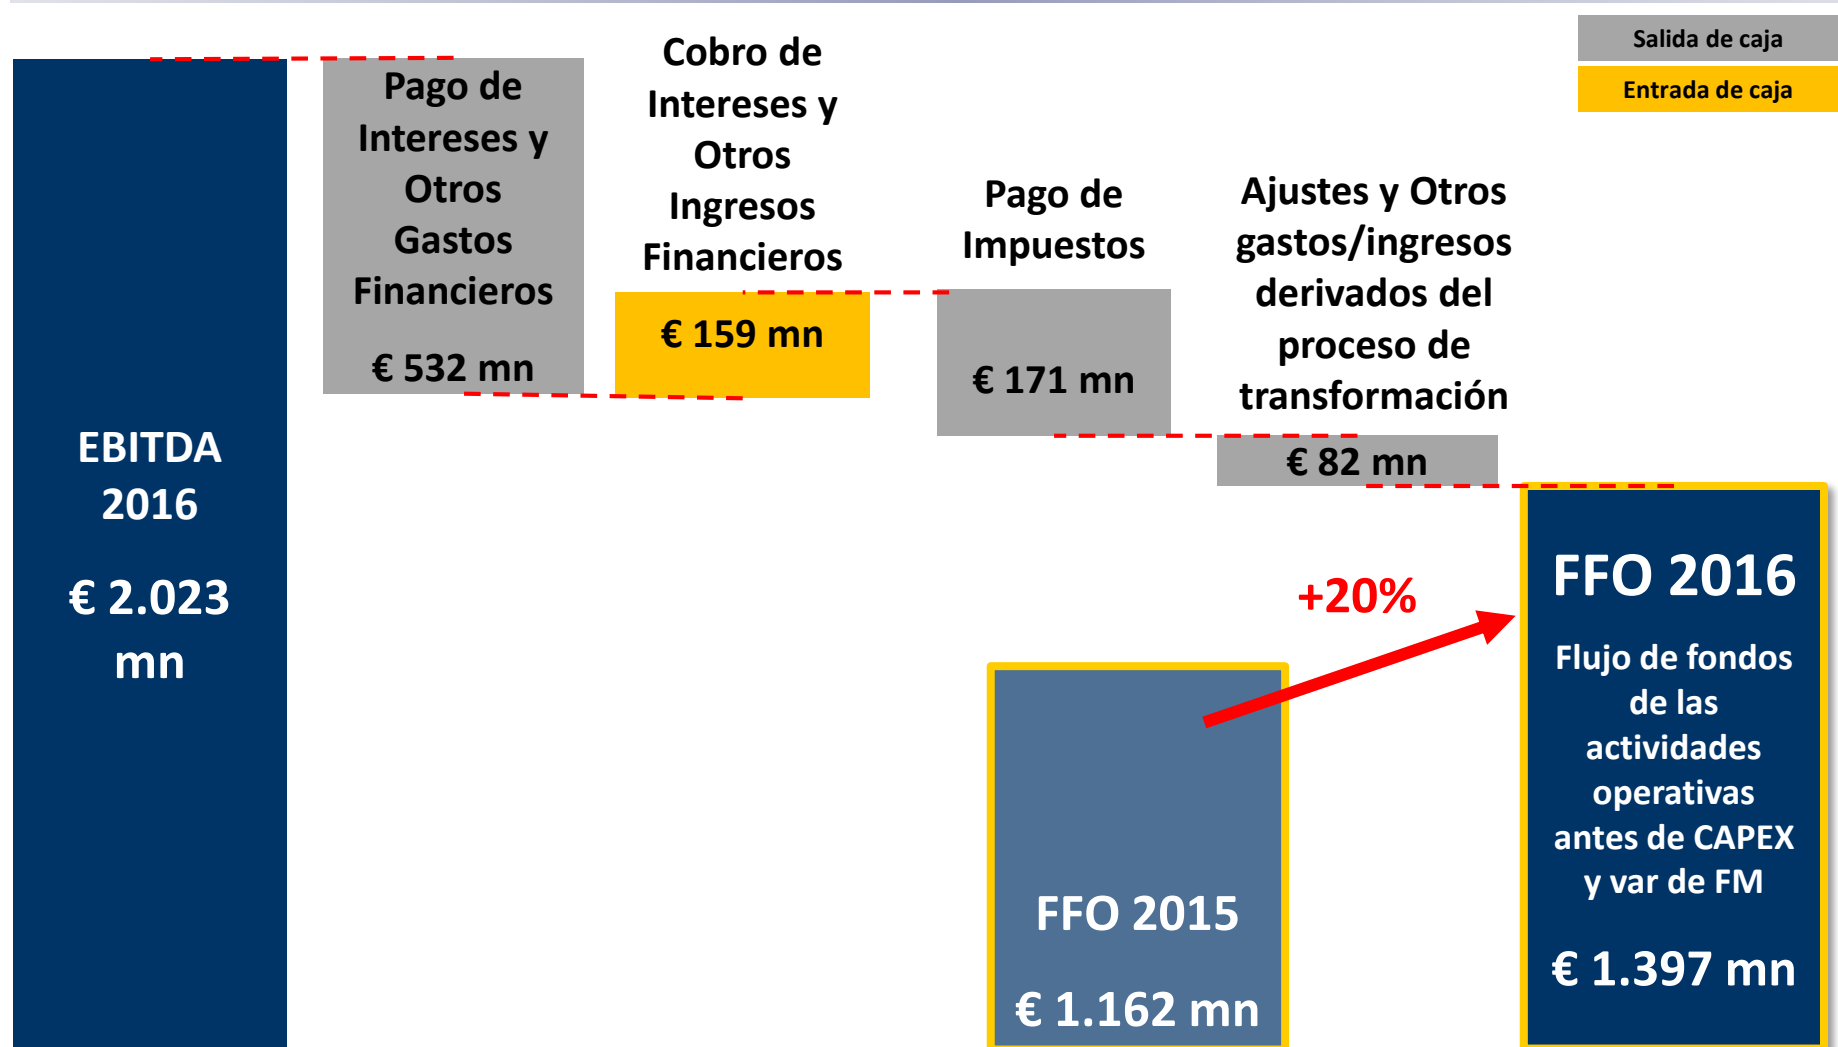 Salida de caja
Entrada de caja
EBITDA
2016
€ 2.023
mn
Pago de
Intereses y
Otros
Gastos
Financieros
€ 532 mn
Cobro de
Intereses y
Otros
Ingresos
Financieros
€ 159 mn
Pago de
Impuestos
€ 171 mn
Ajustes y Otros
gastos/ingresos
derivados del
proceso de
transformación
€ 82 mn
+20%
FFO 2015
€ 1.162 mn
FFO 2016
Flujo de fondos
de las
actividades
operativas
antes de CAPEX
y var de FM
€ 1.397 mn